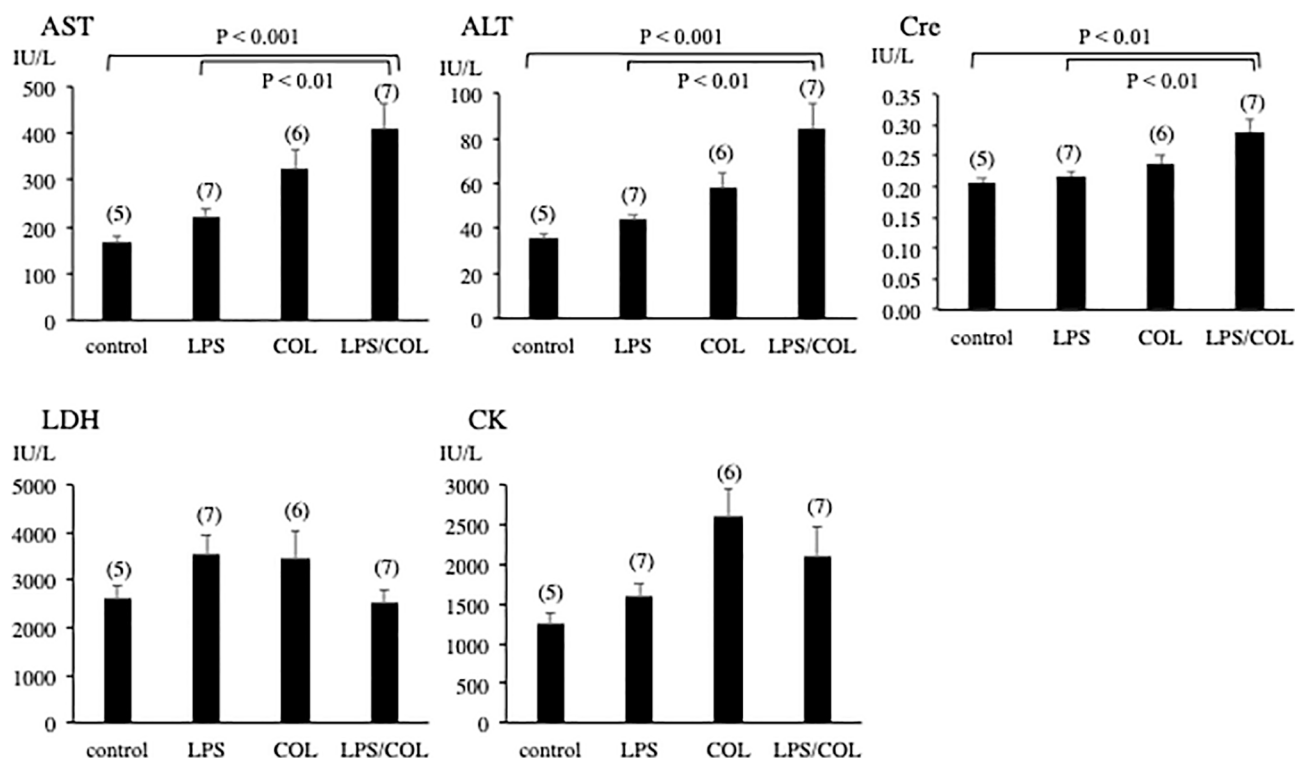 AST
IU/L
P < 0.001
P < 0.01
500
400
300
200
100
0
(5)
(7)
(6)
(7)
control LPS COL LPS/COL
ALT
IU/L
P < 0.001
P < 0.01
100
80
60
40
20
0
(5)
(7)
(6)
(7)
control LPS COL LPS/COL
Cre
IU/L
P < 0.01
P < 0.01
0.35
0.30
0.25
0.20
0.15
0.10
0.05
0.00
(5)
(7)
(6)
(7)
control LPS COL LPS/COL
LDH
IU/L
5000
4000
3000
2000
1000
0
(5)
(7)
(6)
(7)
control LPS COL LPS/COL
CK
IU/L
3000
2500
2000
1500
1000
500
0
(5)
(7)
(6)
(7)
control LPS COL LPS/COL